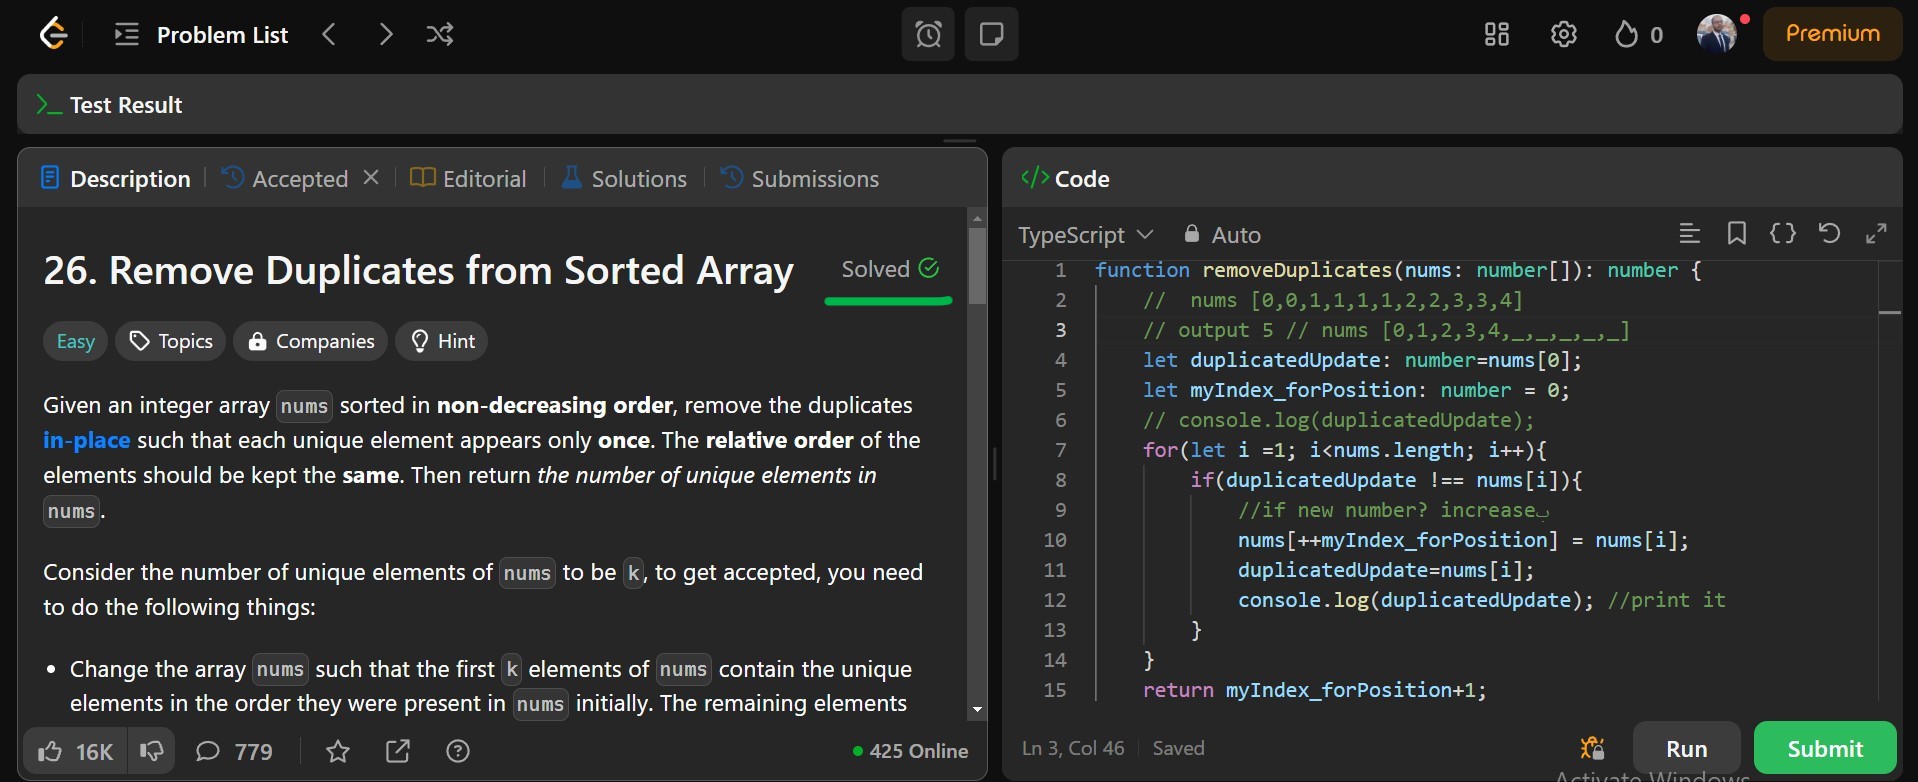 Problem List
0
Premium
Test Result
Description
Accepted
Editorial
Solutions
Submissions
26. Remove Duplicates from Sorted Array
Solved
Easy
Topics
Companies
Hint
Given an integer array nums sorted in non-decreasing order, remove the duplicates
in-place such that each unique element appears only once. The relative order of the
elements should be kept the same. Then return the number of unique elements in
nums.
Consider the number of unique elements of nums to be k, to get accepted, you need
to do the following things:
• Change the array nums such that the first k elements of nums contain the unique
elements in the order they were present in nums initially. The remaining elements
16K
779
425 Online
Code
TypeScript
Auto
1 function removeDuplicates(nums: number[]): number {
2 //  nums [0,0,1,1,1,1,2,2,3,3,4]
3 // output 5 // nums [0,1,2,3,4,_,_,_,_,_]
4 let duplicatedUpdate: number=nums[0];
5 let myIndex_forPosition: number = 0;
6 // console.log(duplicatedUpdate);
7 for(let i =1; i<nums.length; i++){
8 if(duplicatedUpdate !== nums[i]){
9 //if new number? increase
10 nums[++myIndex_forPosition] = nums[i];
11 duplicatedUpdate=nums[i];
12 console.log(duplicatedUpdate); //print it
13 }
14 }
15 return myIndex_forPosition+1;
Ln 3, Col 46
Saved
Run
Submit
Activate Windows